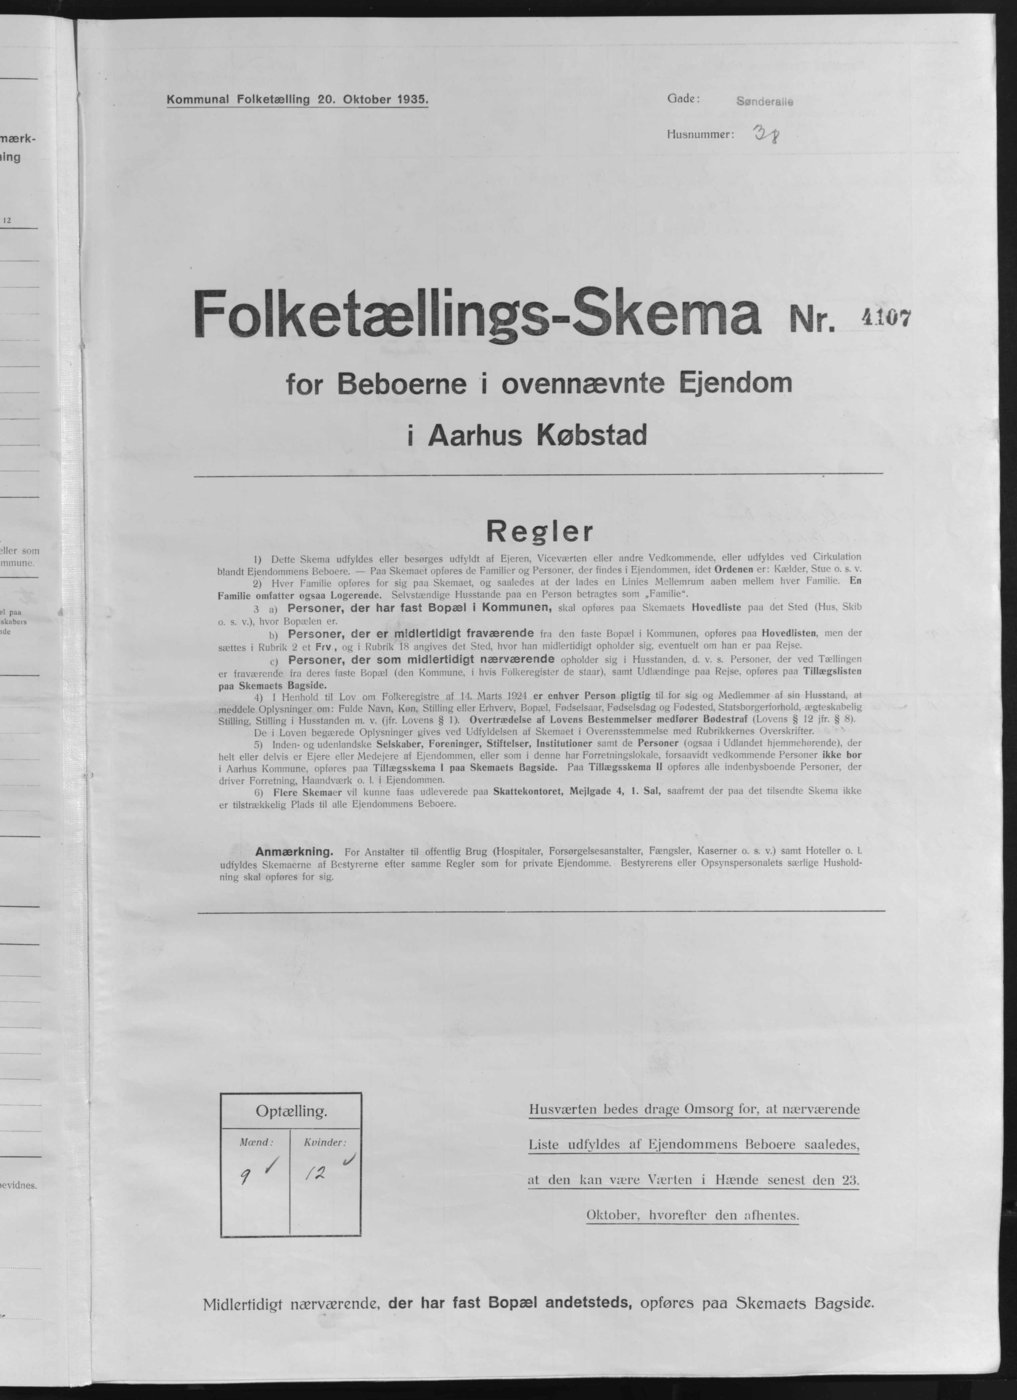 mærk-
ning
12
eller som
mmune.
el paa
skabers
nde
bevidnes.
Kommunal Folketælling 20. Oktober 1935.
Gade: Sønderalle
Husnummer: 38
Folketællings-Skema Nr. 4107
for Beboerne i ovennævnte Ejendom
i Aarhus Købstad
Regler
1) Dette Skema udfyldes eller besørges udfyldt af Ejeren, Viceværten eller andre Vedkommende, eller udfyldes ved Cirkulation
blandt Ejendommens Beboere. — Paa Skemaet opføres de Familier og Personer, der findes i Ejendommen, idet Ordenen er: Kælder, Stue o. s. v.
2) Hver Familie opføres for sig paa Skemaet, og saaledes at der lades en Linies Mellemrum aaben mellem hver Familie. En
Familie omfatter ogsaa Logerende. Selvstændige Husstande paa en Person betragtes som „Familie“.
3 a) Personer, der har fast Bopæl i Kommunen, skal opføres paa Skemaets Hovedliste paa det Sted (Hus, Skib
o. s. v.), hvor Bopælen er.
b) Personer, der er midlertidigt fraværende fra den faste Bopæl i Kommunen, opføres paa Hovedlisten, men der
sættes i Rubrik 2 et Frv., og i Rubrik 18 angives det Sted, hvor han midlertidigt opholder sig, eventuelt om han er paa Rejse.
c) Personer, der som midlertidigt nærværende opholder sig i Husstanden, d. v. s. Personer, der ved Tællingen
er fraværende fra deres faste Bopæl (den Kommune, i hvis Folkeregister de staar), samt Udlændinge paa Rejse, opføres paa Tillægslisten
paa Skemaets Bagside.
4) I Henhold til Lov om Folkeregistre af 14. Marts 1924 er enhver Person pligtig til for sig og Medlemmer af sin Husstand, at
meddele Oplysninger om: Fulde Navn, Køn, Stilling eller Erhverv, Bopæl, Fødselsaar, Fødselsdag og Fødested, Statsborgerforhold, ægteskabelig
Stilling, Stilling i Husstanden m. v. (jfr. Lovens § 1). Overtrædelse af Lovens Bestemmelser medfører Bødestraf (Lovens § 12 jfr. § 8).
De i Loven begærede Oplysninger gives ved Udfyldelsen af Skemaet i Overensstemmelse med Rubrikkernes Overskrifter.
5) Inden- og udenlandske Selskaber, Foreninger, Stiftelser, Institutioner samt de Personer (ogsaa i Udlandet hjemmehørende), der
helt eller delvis er Ejere eller Medejere af Ejendommen, eller som i denne har Forretningslokale, forsaavidt vedkommende Personer ikke bor
i Aarhus Kommune, opføres paa Tillægsskema I paa Skemaets Bagside. Paa Tillægsskema II opføres alle indenbysboende Personer, der
driver Forretning, Haandværk o. l. i Ejendommen.
6) Flere Skemaer vil kunne faas udleverede paa Skattekontoret, Mejlgade 4, 1. Sal, saafremt der paa det tilsendte Skema ikke
er tilstrækkelig Plads til alle Ejendommens Beboere.
Anmærkning. For Anstalter til offentlig Brug (Hospitaler, Forsørgelsesanstalter, Fængsler, Kaserner o. s. v.) samt Hoteller o. l.
udfyldes Skemaerne af Bestyrerne efter samme Regler som for private Ejendomme. Bestyrerens eller Opsynspersonalets særlige Hushold-
ning skal opføres for sig.
Optælling.
Mænd: Kvinder:
9 ✓ 12 ✓
Husværten bedes drage Omsorg for, at nærværende
Liste udfyldes af Ejendommens Beboere saaledes,
at den kan være Værten i Hænde senest den 23.
Oktober, hvorefter den afhentes.
Midlertidigt nærværende, der har fast Bopæl andetsteds, opføres paa Skemaets Bagside.